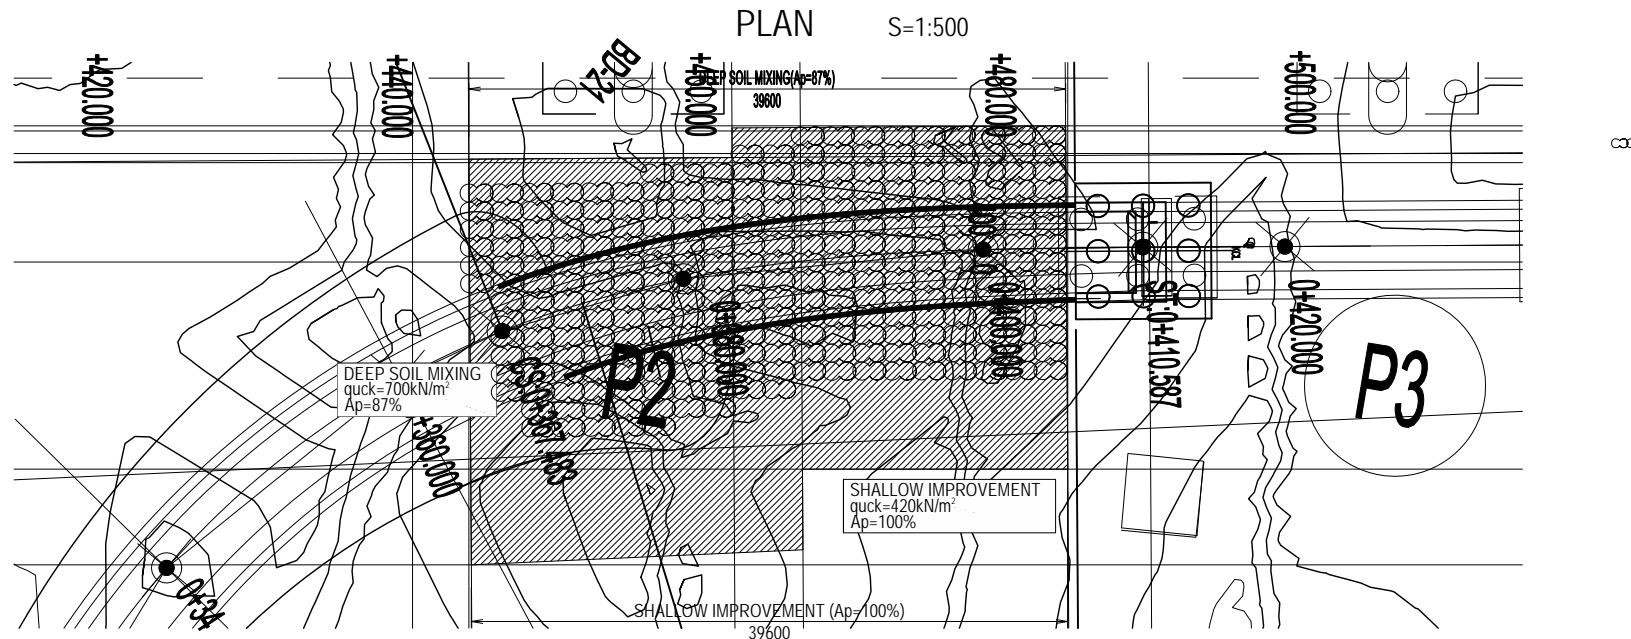 PLAN S=1:500
+420.000
+440.000
BD-21
+460.000
DEEP SOIL MIXING(Ap=87%)
39600
+480.000
+500.000
0+380.000
0+400.000
ST:0+410.587
0+420.000
DEEP SOIL MIXING
quck=700kN/m²
Ap=87%
P2
P3
CS:0+367.483
+360.000
SHALLOW IMPROVEMENT
quck=420kN/m²
Ap=100%
0+34
SHALLOW IMPROVEMENT (Ap=100%)
39600